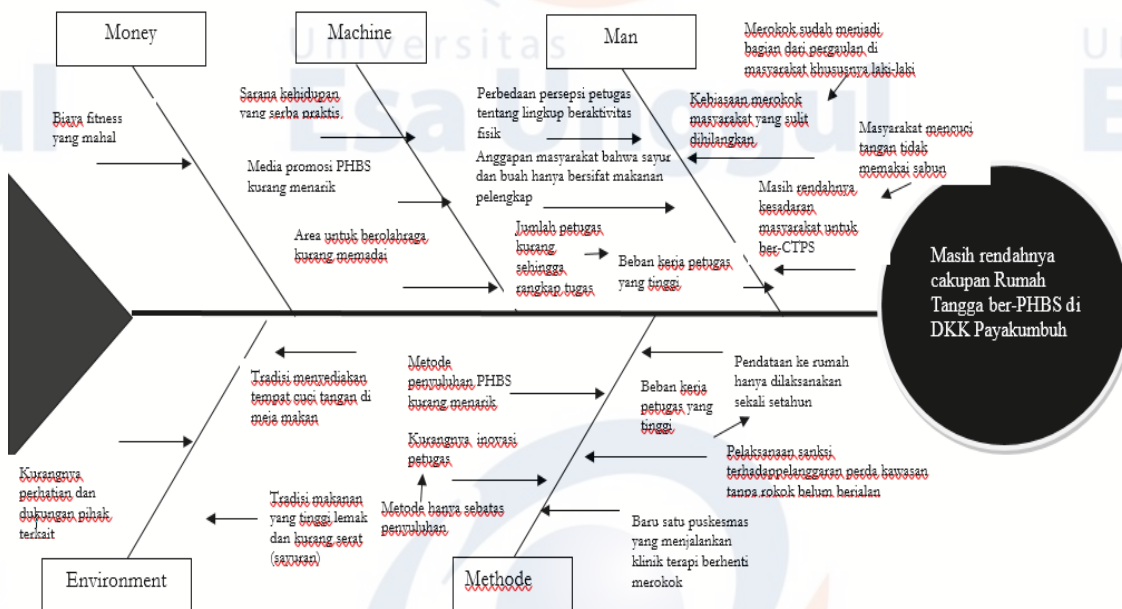 Money
Machine
Man
Universitas
Esa Unggul
Biaya fitness
yang mahal
Sarana kehidupan
yang serba praktis
Media promosi PHBS
kurang menarik
Area untuk berolahraga
kurang memadai
Perbedaan persepsi petugas
tentang lingkup beraktivitas
fisik
Anggapan masyarakat bahwa sayur
dan buah hanya bersifat makanan
pelengkap
Jumlah petugas
kurang
sehingga
rangkap tugas
Beban kerja petugas
yang tinggi
Merokok sudah menjadi
bagian dari pergaulan di
masyarakat khususnya laki-laki
Kebiasaan merokok
masyarakat yang sulit
dihilangkan
Masyarakat mencuci
tangan tidak
memakai sabun
Masih rendahnya
kesadaran
masyarakat untuk
ber-CTPS
Masih rendahnya
cakupan Rumah
Tangga ber-PHBS di
DKK Payakumbuh
Tradisi menyediakan
tempat cuci tangan di
meja makan
Kurangnya
perhatian dan
dukungan pihak
terkait
Tradisi makanan
yang tinggi lemak
dan kurang serat
(sayuran)
Metode
penyuluhan PHBS
kurang menarik
Kurangnya inovasi
petugas
Metode hanya sebatas
penyuluhan
Beban kerja
petugas yang
tinggi
Pendataan ke rumah
hanya dilaksanakan
sekali setahun
Pelaksanaan sanksi
terhadappelanggaran perda kawasan
tanpa rokok belum berjalan
Baru satu puskesmas
yang menjalankan
klinik terapi berhenti
merokok
Environment
Methode